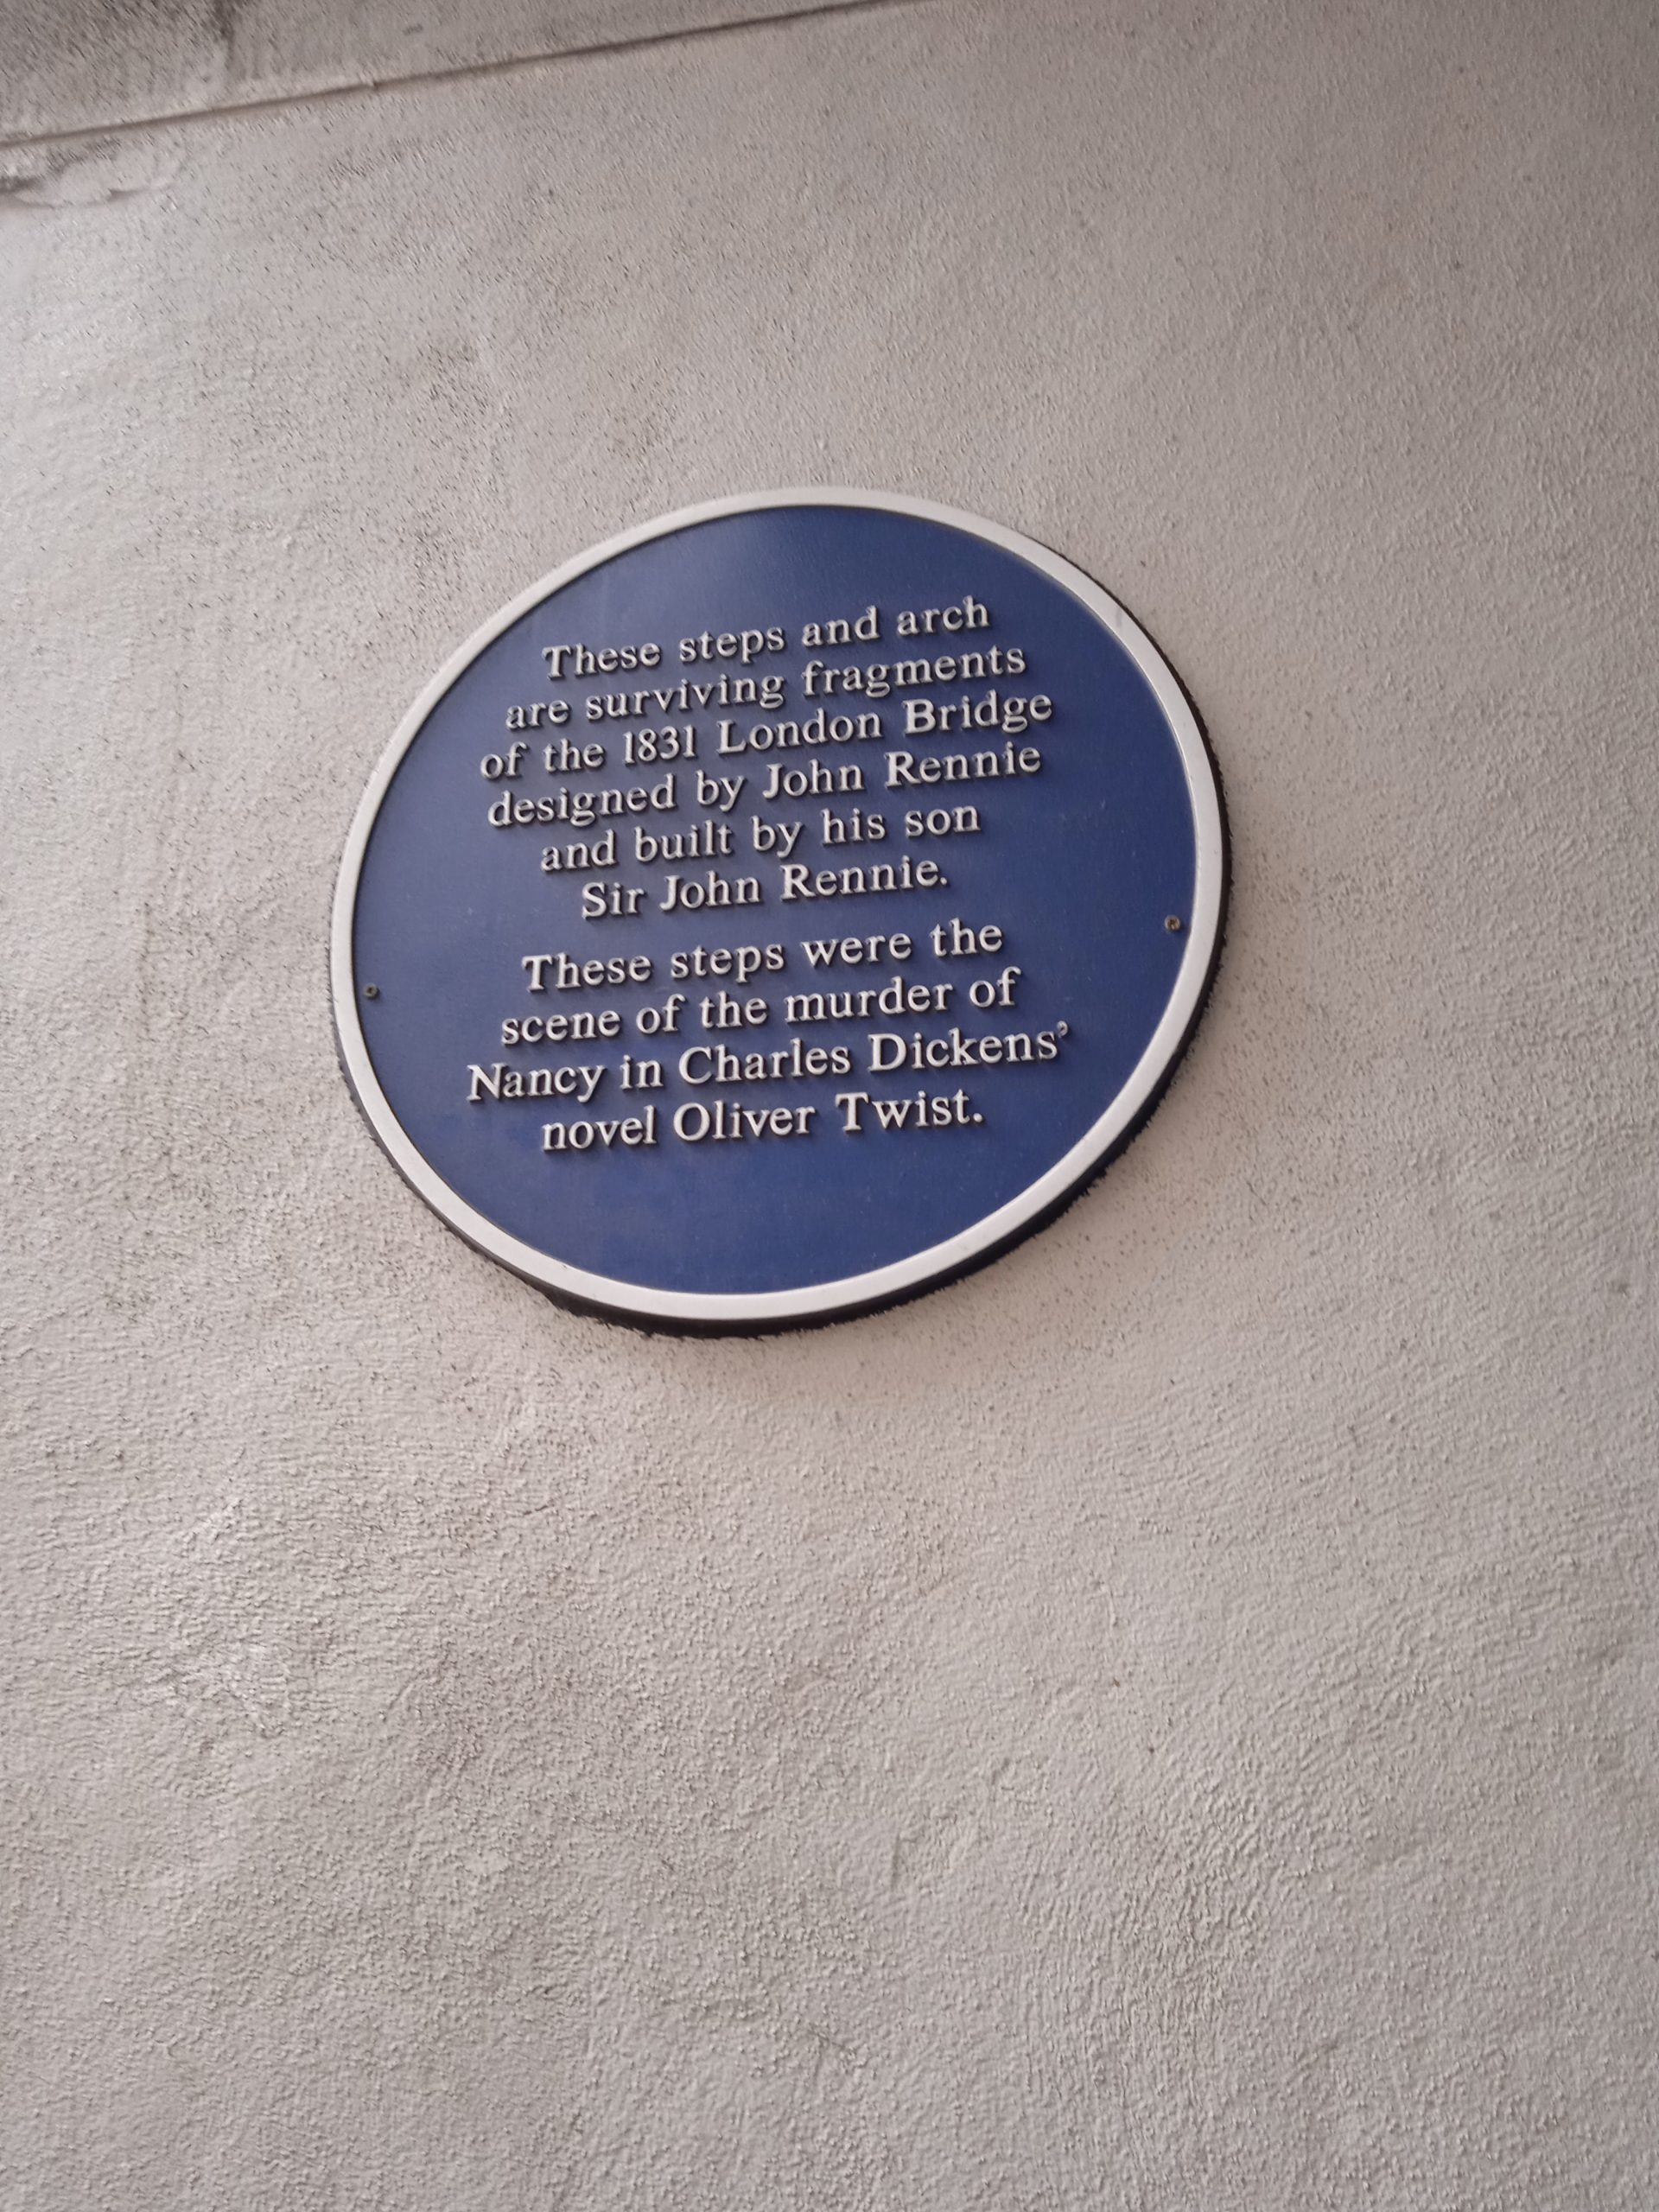 These steps and arch
are surviving fragments
of the 1831 London Bridge
designed by John Rennie
and built by his son
Sir John Rennie.
These steps were the
scene of the murder of
Nancy in Charles Dickens’
novel Oliver Twist.